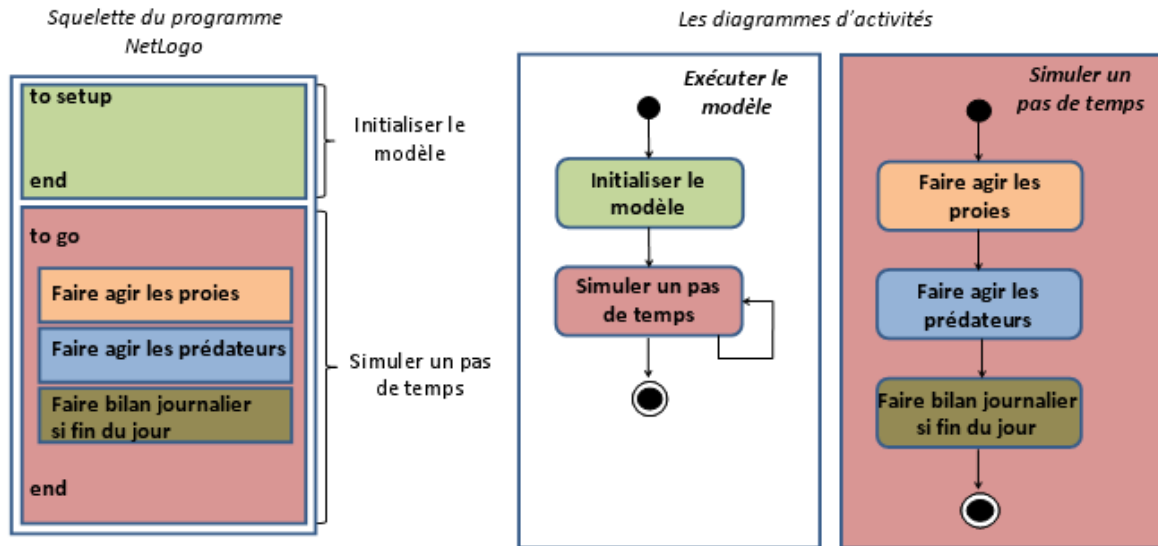 Squelette du programme
NetLogo
to setup
end
Initialiser le
modèle
to go
Faire agir les proies
Faire agir les prédateurs
Faire bilan journalier
si fin du jour
end
Simuler un pas
de temps
Les diagrammes d’activités
Exécuter le
modèle
Initialiser le
modèle
Simuler un pas
de temps
Simuler un
pas de temps
Faire agir les
proies
Faire agir les
prédateurs
Faire bilan journalier
si fin du jour